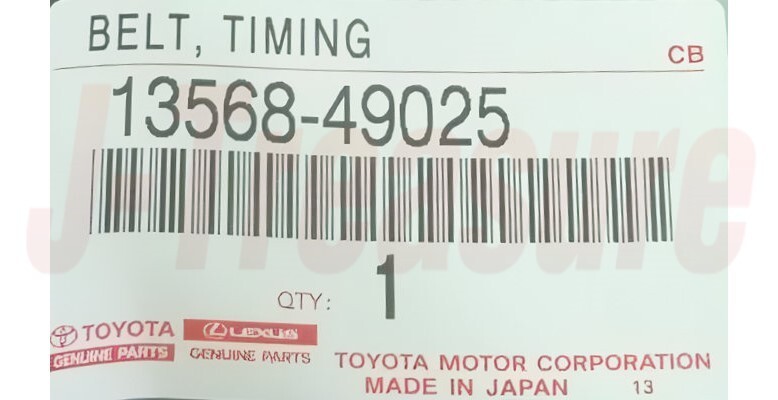 BELT, TIMING
CB
13568-49025
J-Treasure
QTY: 1
TOYOTA
GENUINE PARTS
LEXUS
GENUINE PARTS
TOYOTA MOTOR CORPORATION
MADE IN JAPAN 13